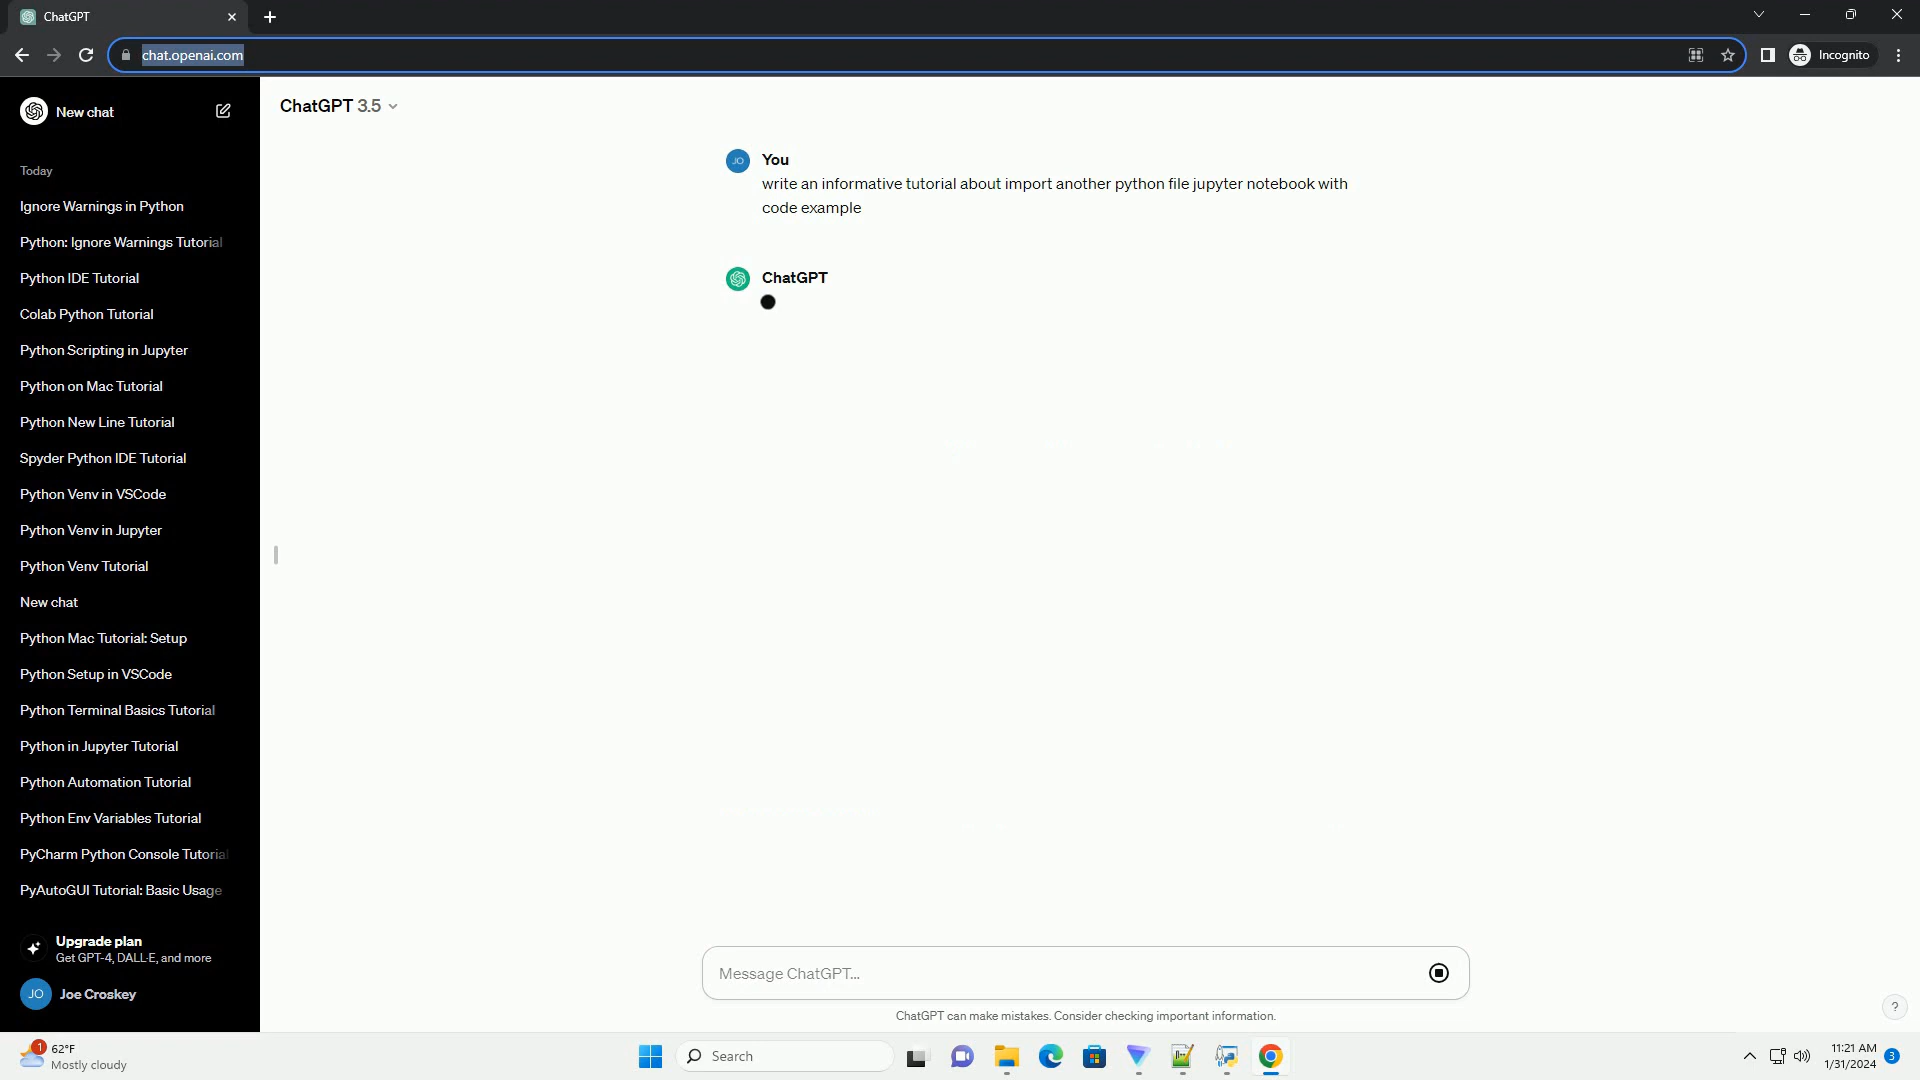 ChatGPT
chat.openai.com
Incognito
New chat
ChatGPT 3.5
Today
Ignore Warnings in Python
Python: Ignore Warnings Tutorial
Python IDE Tutorial
Colab Python Tutorial
Python Scripting in Jupyter
Python on Mac Tutorial
Python New Line Tutorial
Spyder Python IDE Tutorial
Python Venv in VSCode
Python Venv in Jupyter
Python Venv Tutorial
New chat
Python Mac Tutorial: Setup
Python Setup in VSCode
Python Terminal Basics Tutorial
Python in Jupyter Tutorial
Python Automation Tutorial
Python Env Variables Tutorial
PyCharm Python Console Tutorial
PyAutoGUI Tutorial: Basic Usage
Upgrade plan
Get GPT-4, DALL·E, and more
JO Joe Croskey
JO You
write an informative tutorial about import another python file jupyter notebook with
code example
ChatGPT
Message ChatGPT...
ChatGPT can make mistakes. Consider checking important information.
?
1
62°F
Mostly cloudy
Search
11:21 AM
1/31/2024
3